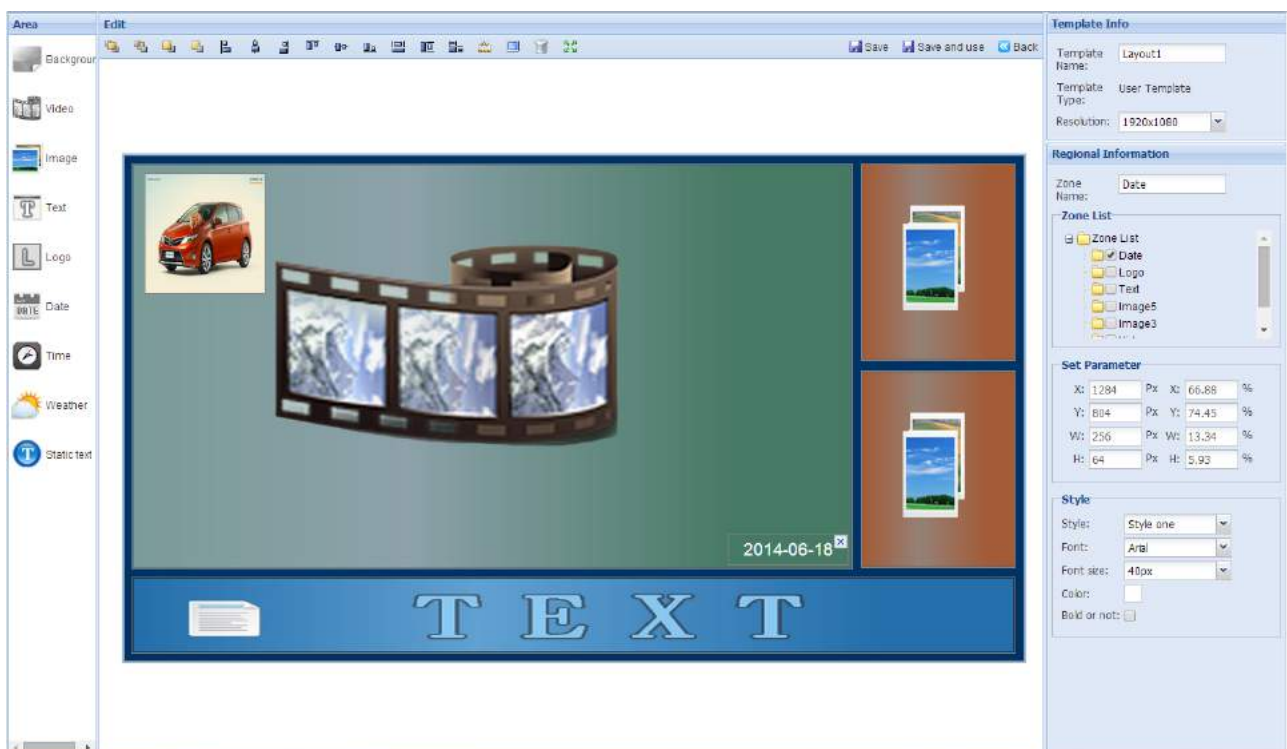 Area
Backgrour
Video
Image
Text
Logo
DATE Date
Time
Weather
Static text
Edit
Save Save and use Back
2014-06-18
TEXT
Template Info
Template Name: Layout1
Template Type: User Template
Resolution: 1920x1080
Regional Information
Zone Name: Date
Zone List
Zone List
Date
Logo
Text
Image5
Image3
Set Parameter
X: 1284 Px X: 66.88 %
Y: 804 Px Y: 74.45 %
W: 256 Px W: 13.34 %
H: 64 Px H: 5.93 %
Style
Style: Style one
Font: Arial
Font size: 40px
Color:
Bold or not: